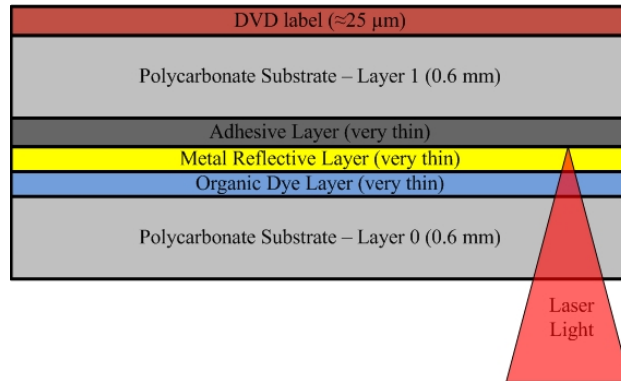 DVD label (≈25 µm)
Polycarbonate Substrate – Layer 1 (0.6 mm)
Adhesive Layer (very thin)
Metal Reflective Layer (very thin)
Organic Dye Layer (very thin)
Polycarbonate Substrate – Layer 0 (0.6 mm)
Laser
Light